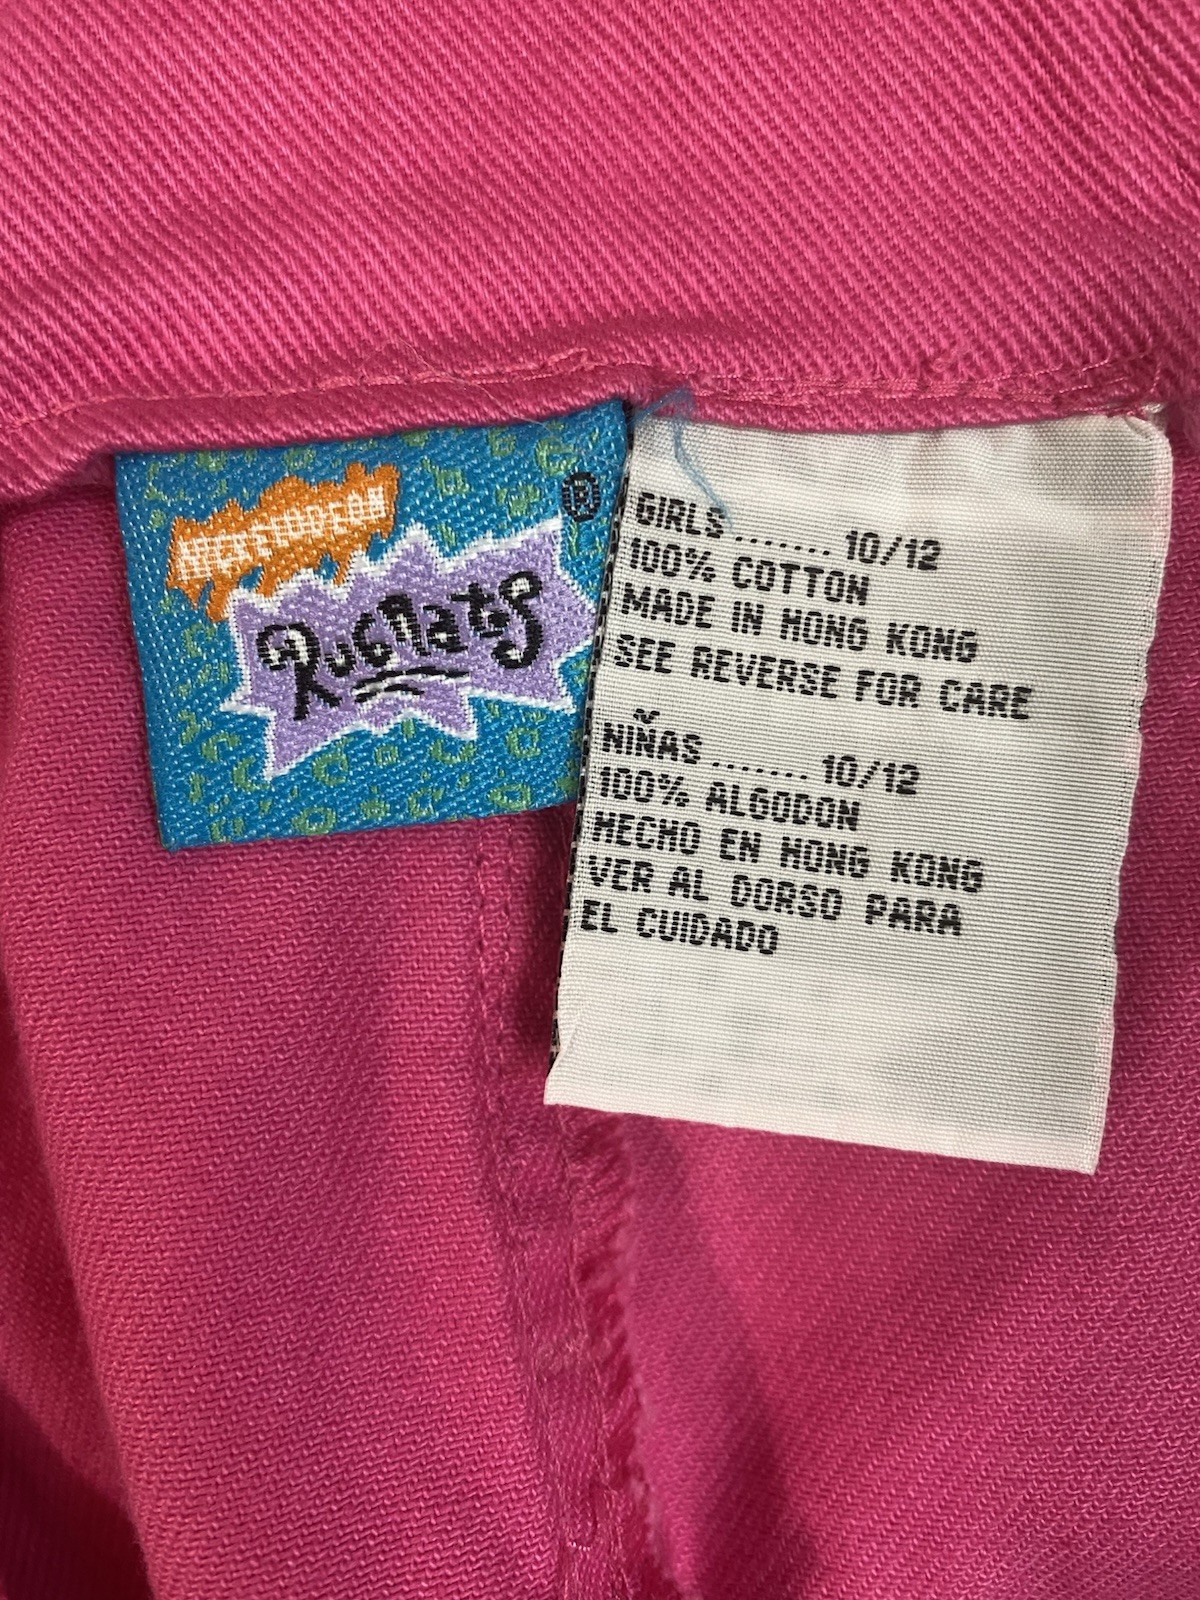 NICKELODEON
®
RUGRATS
GIRLS ....... 10/12
100% COTTON
MADE IN HONG KONG
SEE REVERSE FOR CARE
NIÑAS ....... 10/12
100% ALGODON
HECHO EN HONG KONG
VER AL DORSO PARA
EL CUIDADO